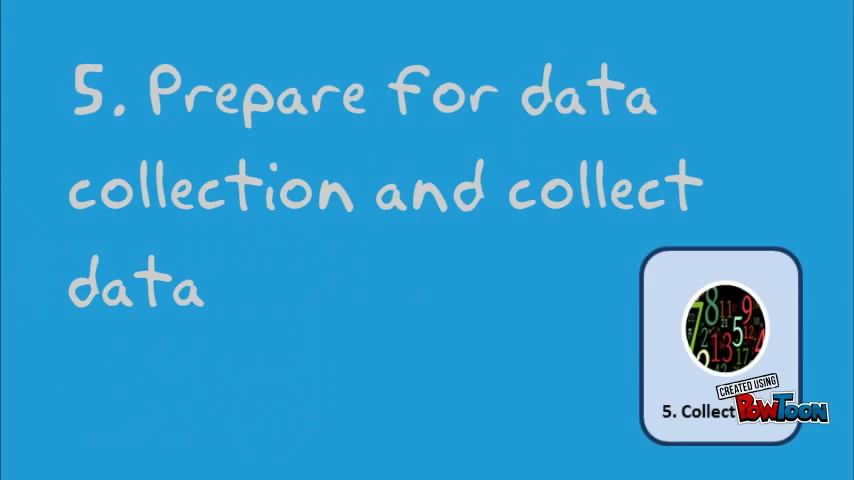 5. Prepare for data
collection and collect
data
5. Collect
CREATED USING
POWTOON